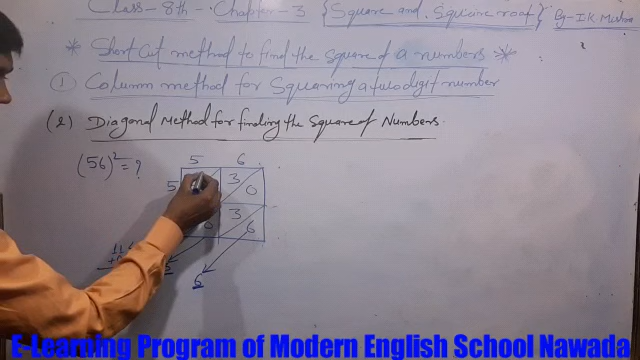 Class-8th - Chapter-3 {Square and Square root} By-I.K Mishra
* Short cut method to find the square of a numbers *
(1) Column method for Squaring a two digit number
(2) Diagonal Method for finding the Square of Numbers.
(56)² = ?
5 6
5
3 0
3
0 6
6
E-Learning Program of Modern English School Nawada